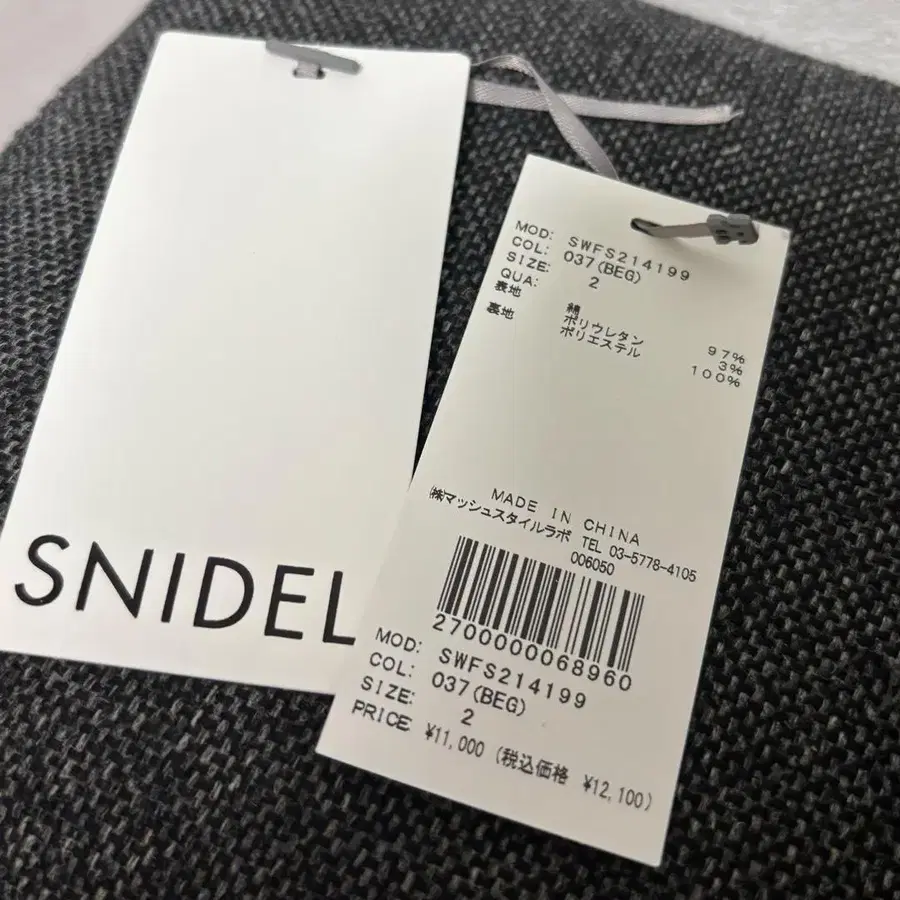 SNIDEL
MOD: SWFS214199
COL: 037(BEG)
SIZE: 2
QUA:
表地 綿 97%
ポリウレタン 3%
裏地 ポリエステル 100%
MADE IN CHINA
㈱マッシュスタイルラボ TEL 03-5778-4105
006050
2700000068960
MOD: SWFS214199
COL: 037(BEG)
SIZE: 2
PRICE ¥11,000 (税込価格 ¥12,100)